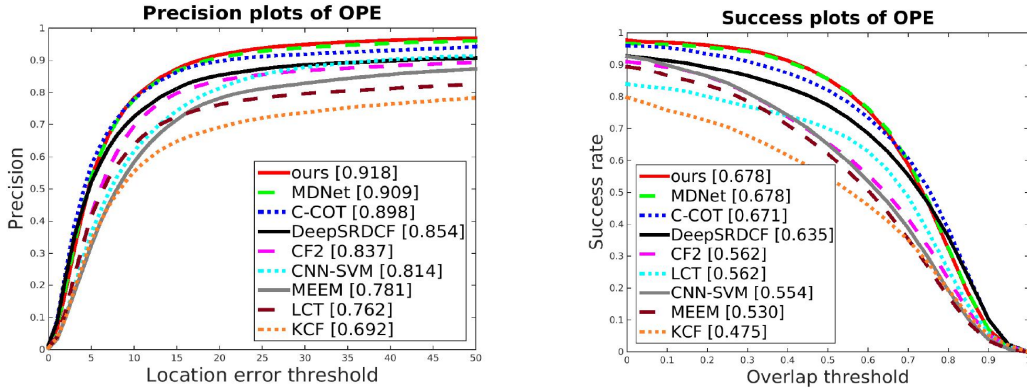 Precision plots of OPE
1
0.9
0.8
0.7
0.6
0.5
0.4
0.3
0.2
0.1
0
Precision
ours [0.918]
MDNet [0.909]
C-COT [0.898]
DeepSRDCF [0.854]
CF2 [0.837]
CNN-SVM [0.814]
MEEM [0.781]
LCT [0.762]
KCF [0.692]
0 5 10 15 20 25 30 35 40 45 50
Location error threshold
Success plots of OPE
1
0.9
0.8
0.7
0.6
0.5
0.4
0.3
0.2
0.1
0
Success rate
ours [0.678]
MDNet [0.678]
C-COT [0.671]
DeepSRDCF [0.635]
CF2 [0.562]
LCT [0.562]
CNN-SVM [0.554]
MEEM [0.530]
KCF [0.475]
0 0.1 0.2 0.3 0.4 0.5 0.6 0.7 0.8 0.9
Overlap threshold